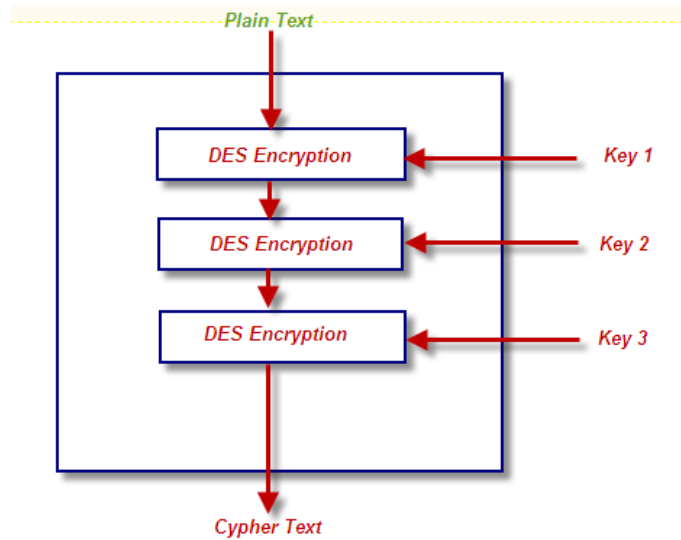 Plain Text
DES Encryption
Key 1
DES Encryption
Key 2
DES Encryption
Key 3
Cypher Text